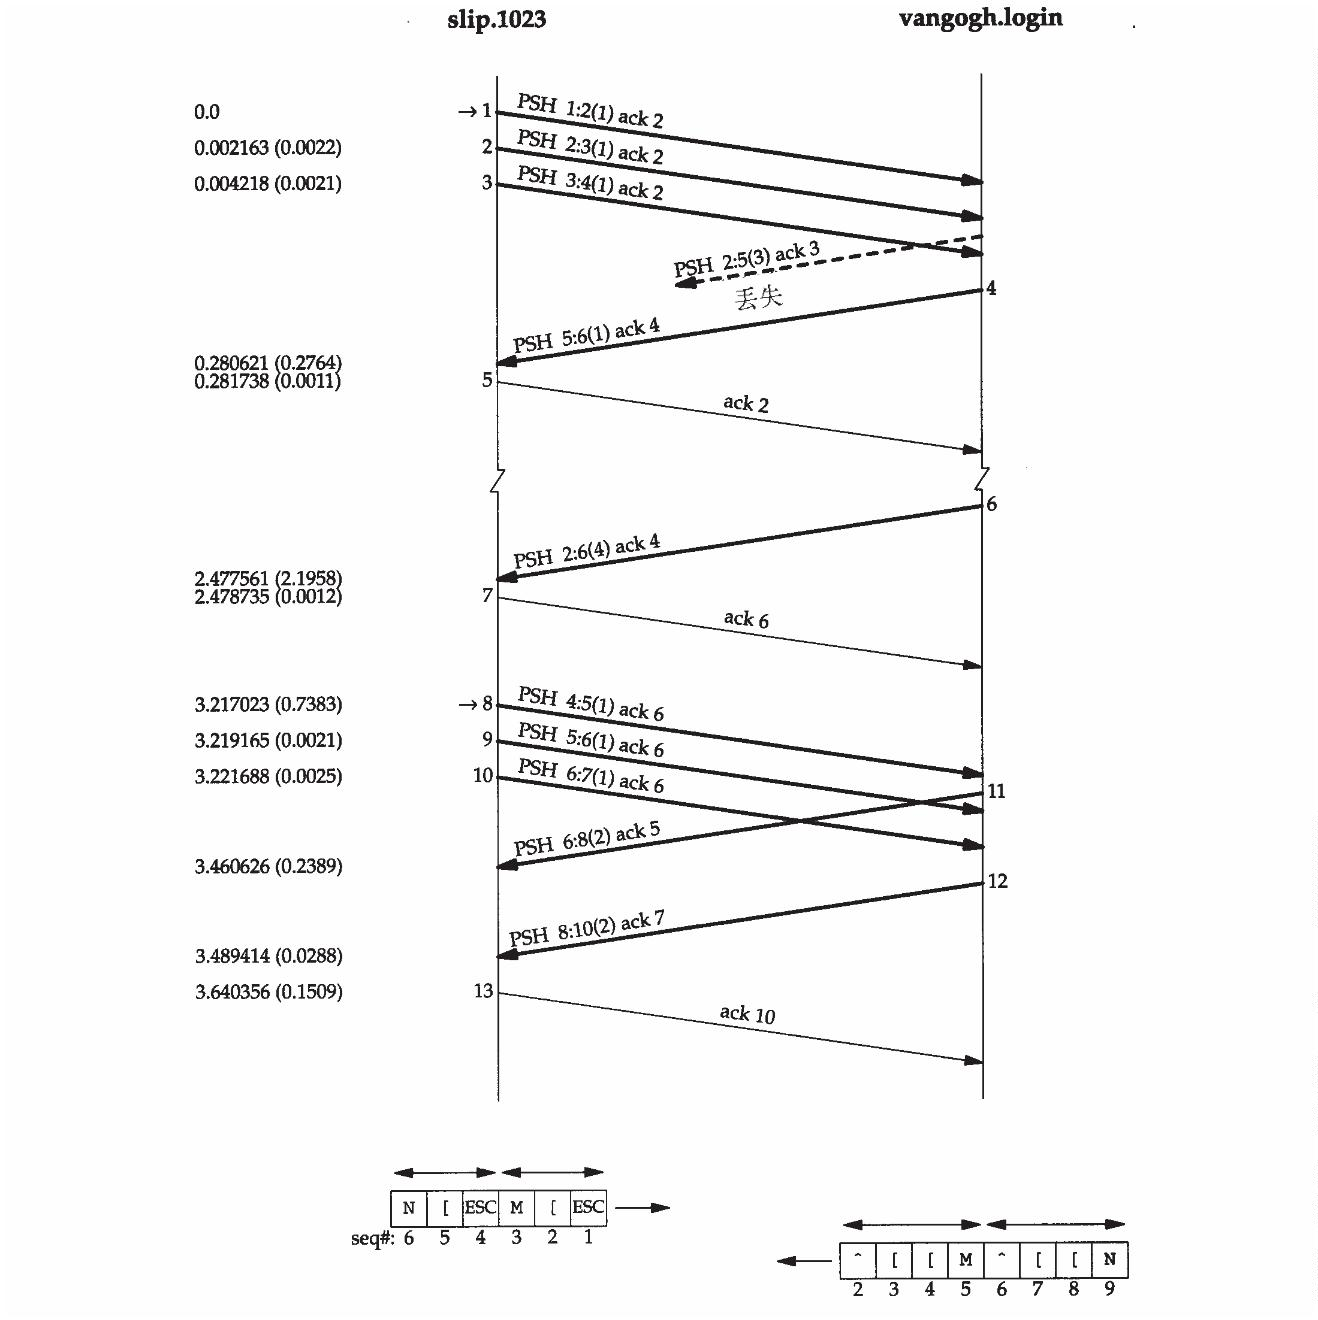 slip.1023 vangogh.login
0.0 →1 PSH 1:2(1) ack 2
0.002163 (0.0022) 2 PSH 2:3(1) ack 2
0.004218 (0.0021) 3 PSH 3:4(1) ack 2
PSH 2:5(3) ack 3
丢失
4
PSH 5:6(1) ack 4
0.280621 (0.2764)
0.281738 (0.0011) 5 ack 2
6
PSH 2:6(4) ack 4
2.477561 (2.1958)
2.478735 (0.0012) 7 ack 6
3.217023 (0.7383) →8 PSH 4:5(1) ack 6
3.219165 (0.0021) 9 PSH 5:6(1) ack 6
3.221688 (0.0025) 10 PSH 6:7(1) ack 6
11
PSH 6:8(2) ack 5
3.460626 (0.2389)
12
PSH 8:10(2) ack 7
3.489414 (0.0288)
3.640356 (0.1509) 13 ack 10
N [ ESC M [ ESC
seq#: 6 5 4 3 2 1
^ [ [ M ^ [ [ N
2 3 4 5 6 7 8 9